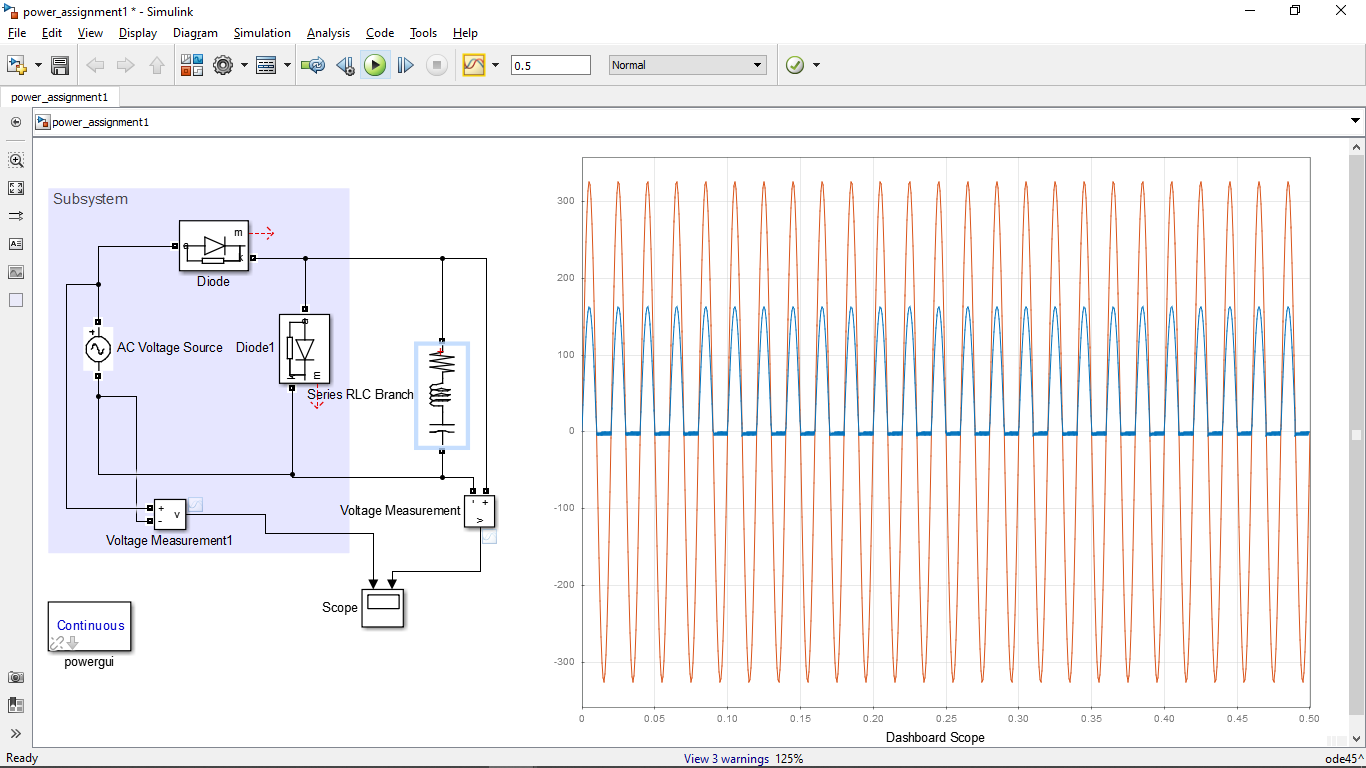 power_assignment1 * - Simulink
File Edit View Display Diagram Simulation Analysis Code Tools Help
0.5 Normal
power_assignment1
power_assignment1
Subsystem
m
Diode
AC Voltage Source
Diode1
m
Series RLC Branch
+ - v
Voltage Measurement1
Voltage Measurement
- + v
Scope
Continuous
powergui
300
200
100
0
-100
-200
-300
0 0.05 0.10 0.15 0.20 0.25 0.30 0.35 0.40 0.45 0.50
Dashboard Scope
Ready View 3 warnings 125% ode45